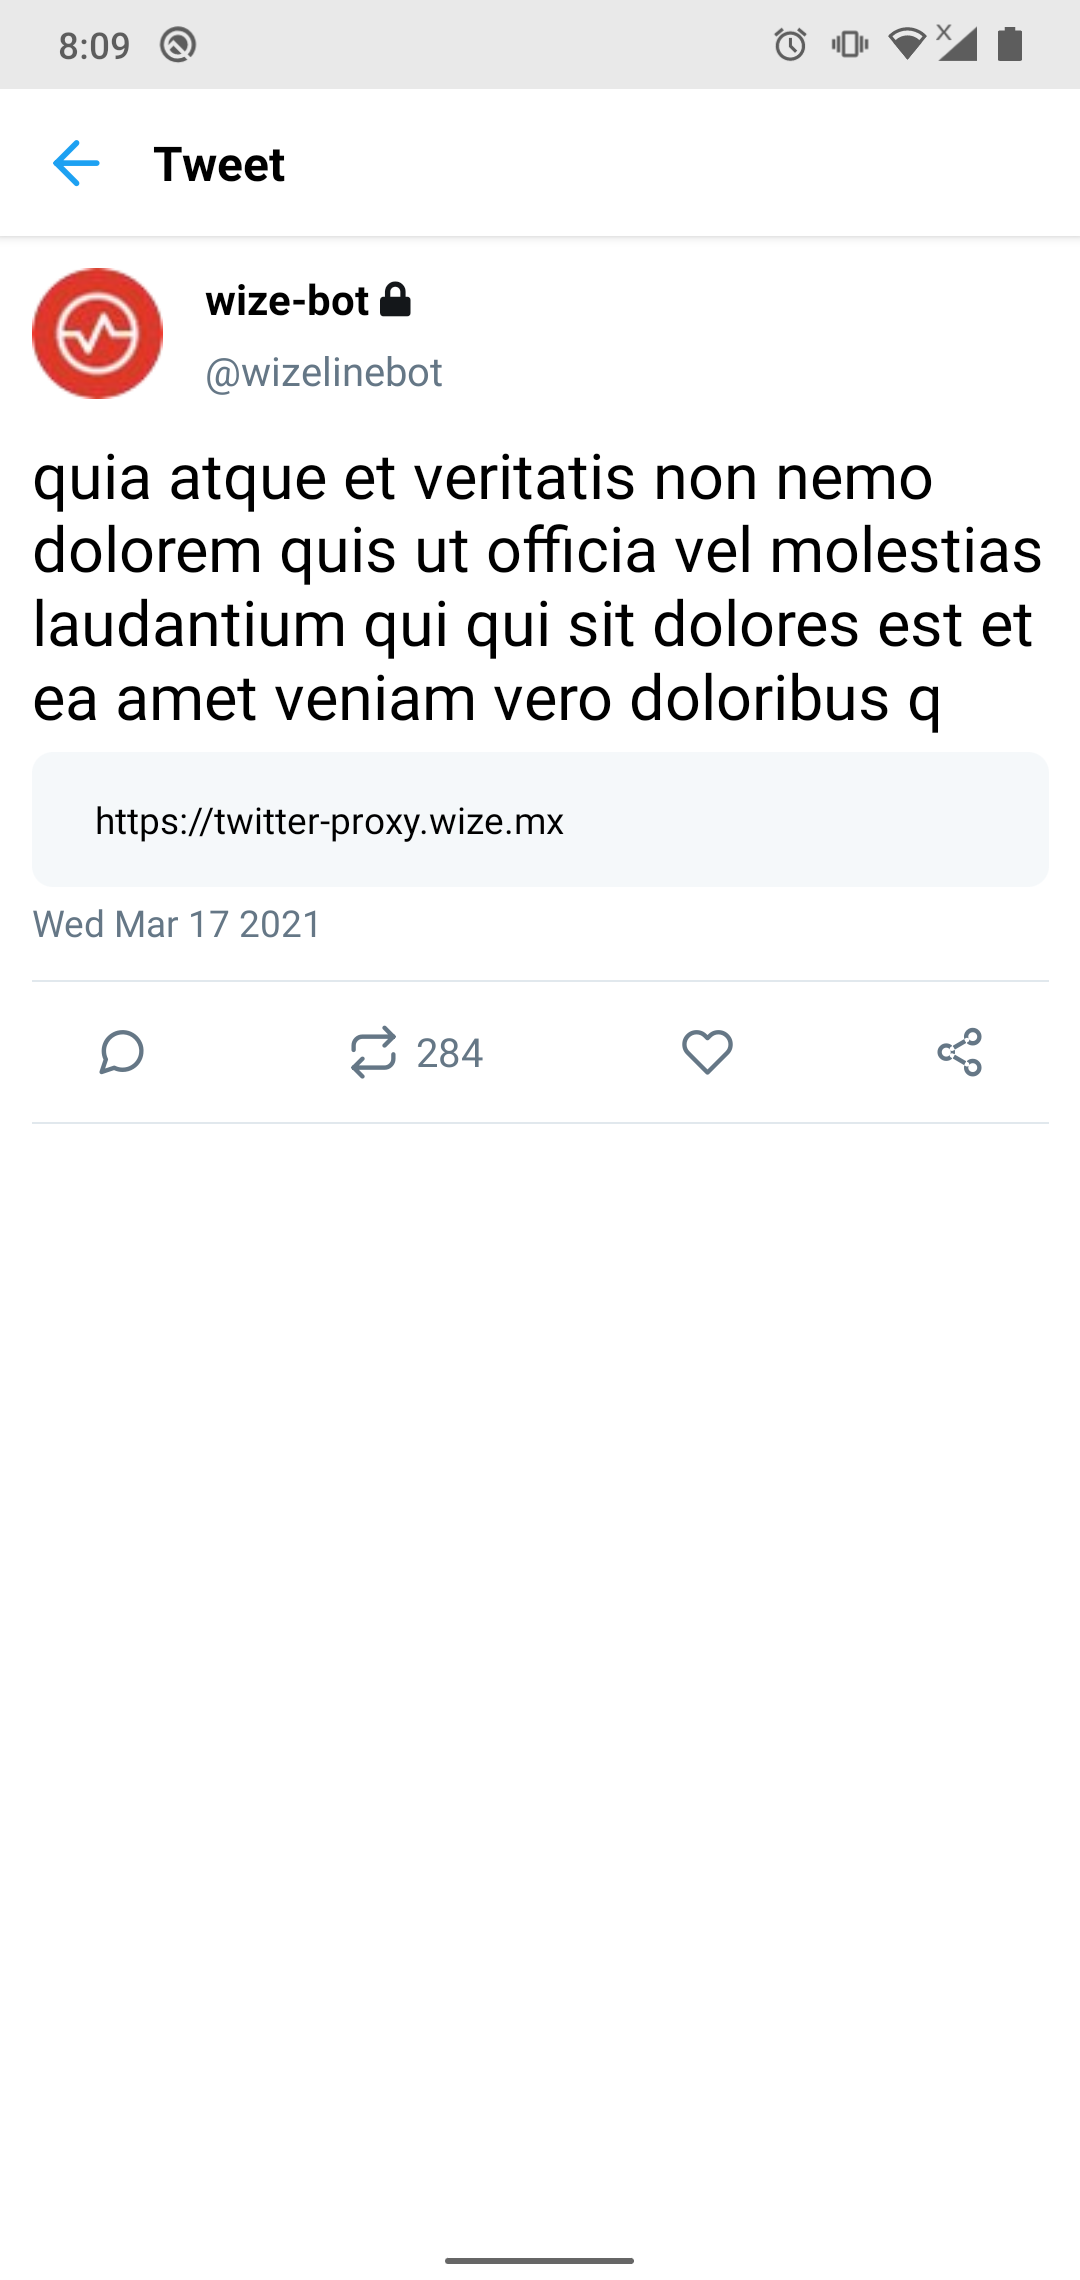 8:09
Tweet
wize-bot
@wizelinebot
quia atque et veritatis non nemo
dolorem quis ut officia vel molestias
laudantium qui qui sit dolores est et
ea amet veniam vero doloribus q
https://twitter-proxy.wize.mx
Wed Mar 17 2021
284